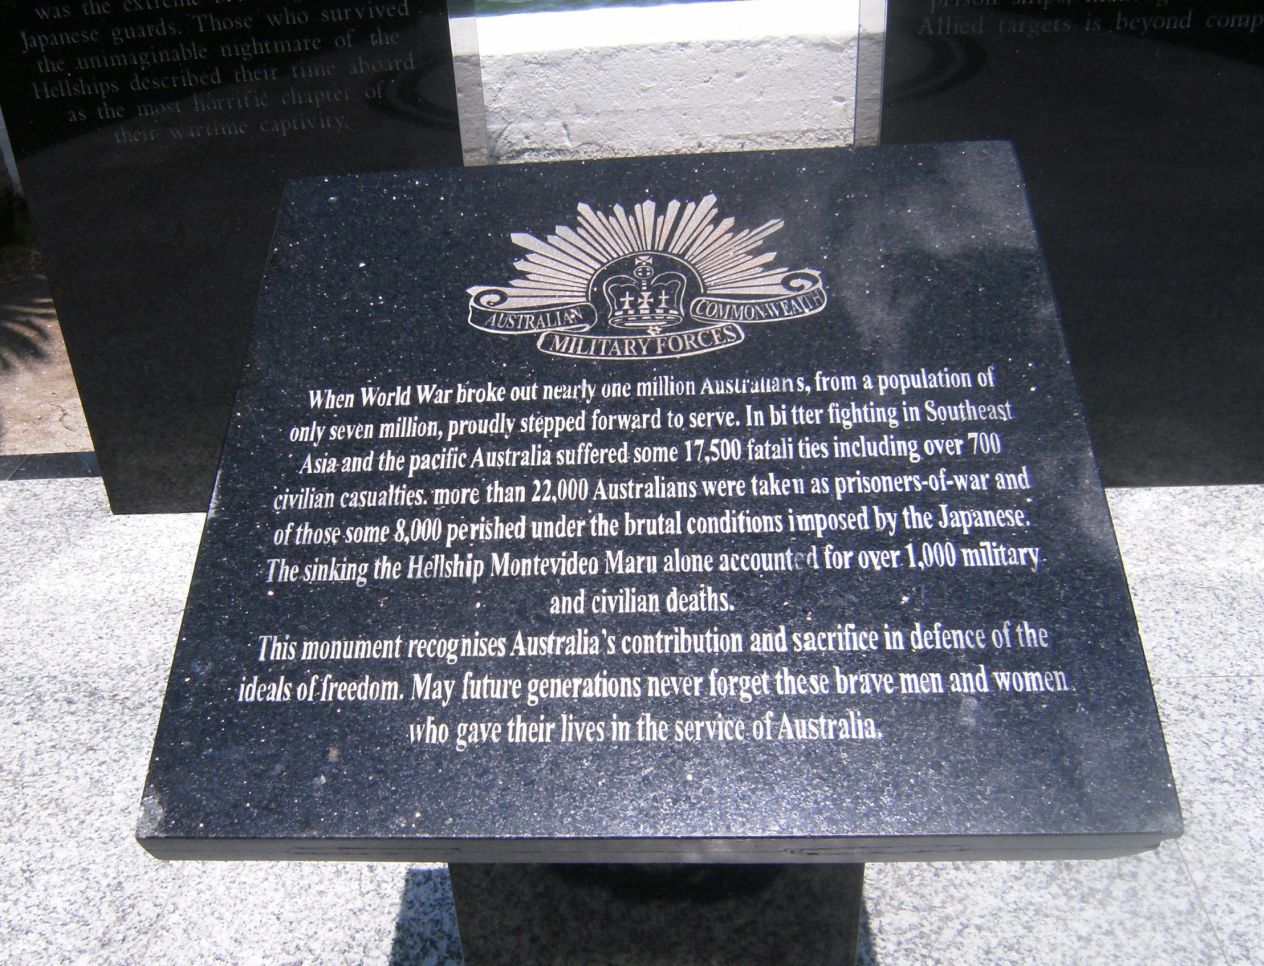 was the extreme
Japanese guards. Those who survived
the unimaginable nightmare of the
Hellships described their time aboard
as the most horrific chapter of
their wartime captivity.
prison ships,
Allied targets is beyond
AUSTRALIAN COMMONWEALTH
MILITARY FORCES
When World War broke out nearly one million Australians, from a population of
only seven million, proudly stepped forward to serve. In bi tter fighting in Southeast
Asia and the pacific Australia suffered some 17,500 fatali ties including over 700
civilian casualties. more than 22,000 Australians were taken as prisoners-of-war and
of those some 8,000 perished under the brutal conditions imposed by the Japanese.
The sinking the Hellship Montevideo Maru alone accounted for over 1,000 military
and civilian deaths.
This monument recognises Australia's contribution and sacrifice in defence of the
ideals of freedom. May future generations never forget these brave men and women
who gave their lives in the service of Australia.